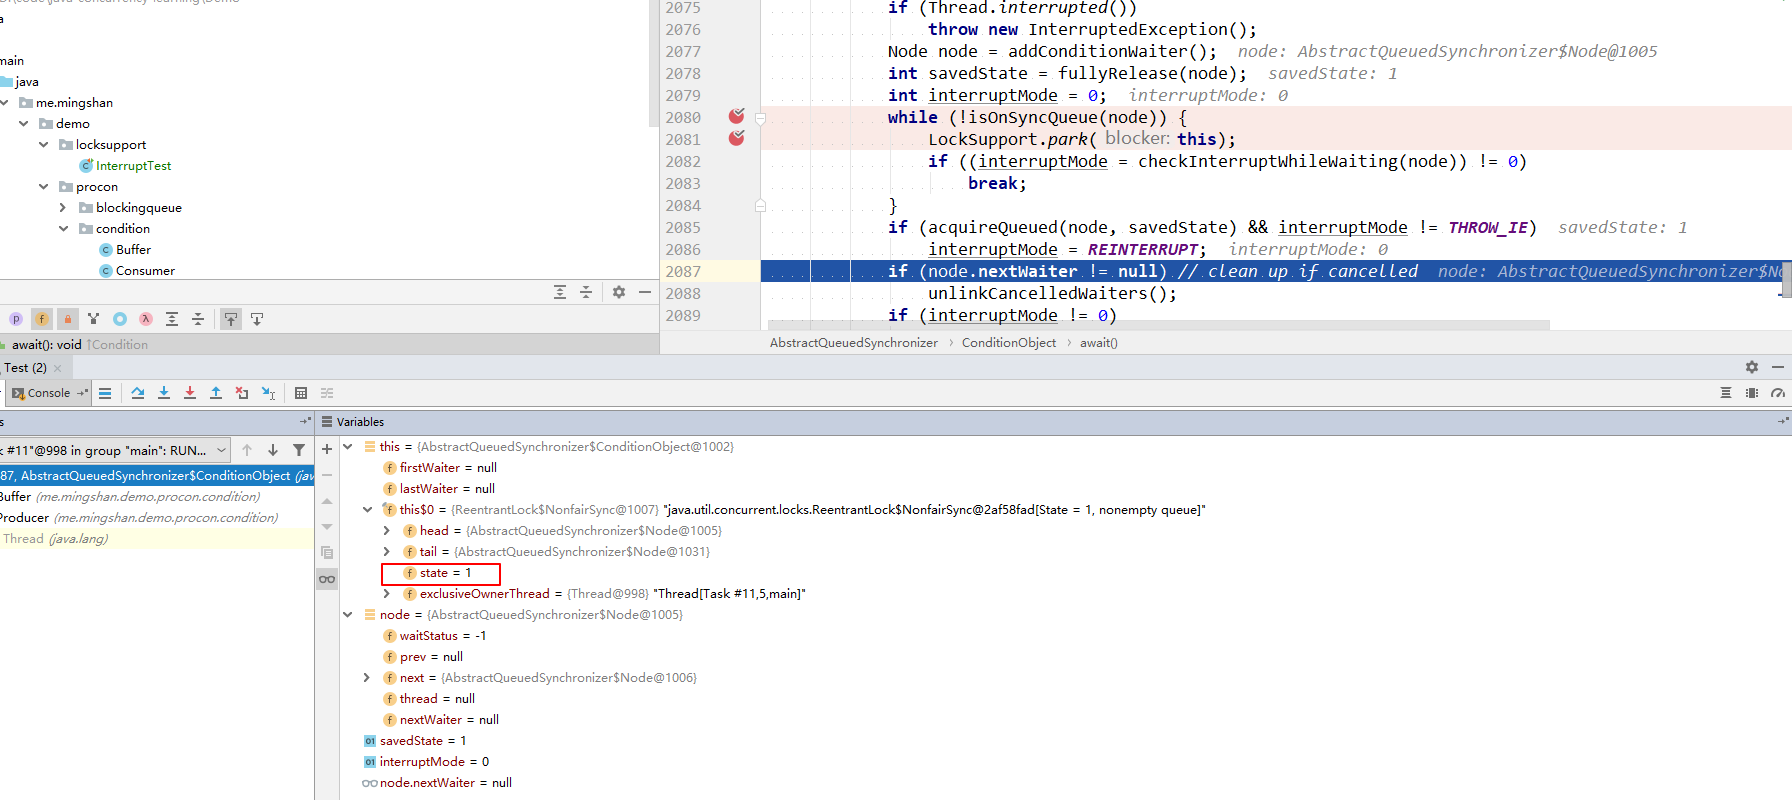 D:\code\java-concurrency-learning\Demo
a
main
java
me.mingshan
demo
locksupport
InterruptTest
procon
blockingqueue
condition
Buffer
Consumer
await(): void ↑Condition
2075 if (Thread.interrupted())
2076 throw new InterruptedException();
2077 Node node = addConditionWaiter(); node: AbstractQueuedSynchronizer$Node@1005
2078 int savedState = fullyRelease(node); savedState: 1
2079 int interruptMode = 0; interruptMode: 0
2080 while (!isOnSyncQueue(node)) {
2081 LockSupport.park( blocker: this);
2082 if ((interruptMode = checkInterruptWhileWaiting(node)) != 0)
2083 break;
2084 }
2085 if (acquireQueued(node, savedState) && interruptMode != THROW_IE) savedState: 1
2086 interruptMode = REINTERRUPT; interruptMode: 0
2087 if (node.nextWaiter != null) // clean up if cancelled node: AbstractQueuedSynchronizer$No
2088 unlinkCancelledWaiters();
2089 if (interruptMode != 0)
AbstractQueuedSynchronizer › ConditionObject › await()
Test (2) ×
Console
s
Variables
k #11"@998 in group "main": RUN...
87, AbstractQueuedSynchronizer$ConditionObject (jav
Buffer (me.mingshan.demo.procon.condition)
Producer (me.mingshan.demo.procon.condition)
Thread (java.lang)
this = {AbstractQueuedSynchronizer$ConditionObject@1002}
firstWaiter = null
lastWaiter = null
this$0 = {ReentrantLock$NonfairSync@1007} "java.util.concurrent.locks.ReentrantLock$NonfairSync@2af58fad[State = 1, nonempty queue]"
head = {AbstractQueuedSynchronizer$Node@1005}
tail = {AbstractQueuedSynchronizer$Node@1031}
state = 1
exclusiveOwnerThread = {Thread@998} "Thread[Task #11,5,main]"
node = {AbstractQueuedSynchronizer$Node@1005}
waitStatus = -1
prev = null
next = {AbstractQueuedSynchronizer$Node@1006}
thread = null
nextWaiter = null
savedState = 1
interruptMode = 0
node.nextWaiter = null